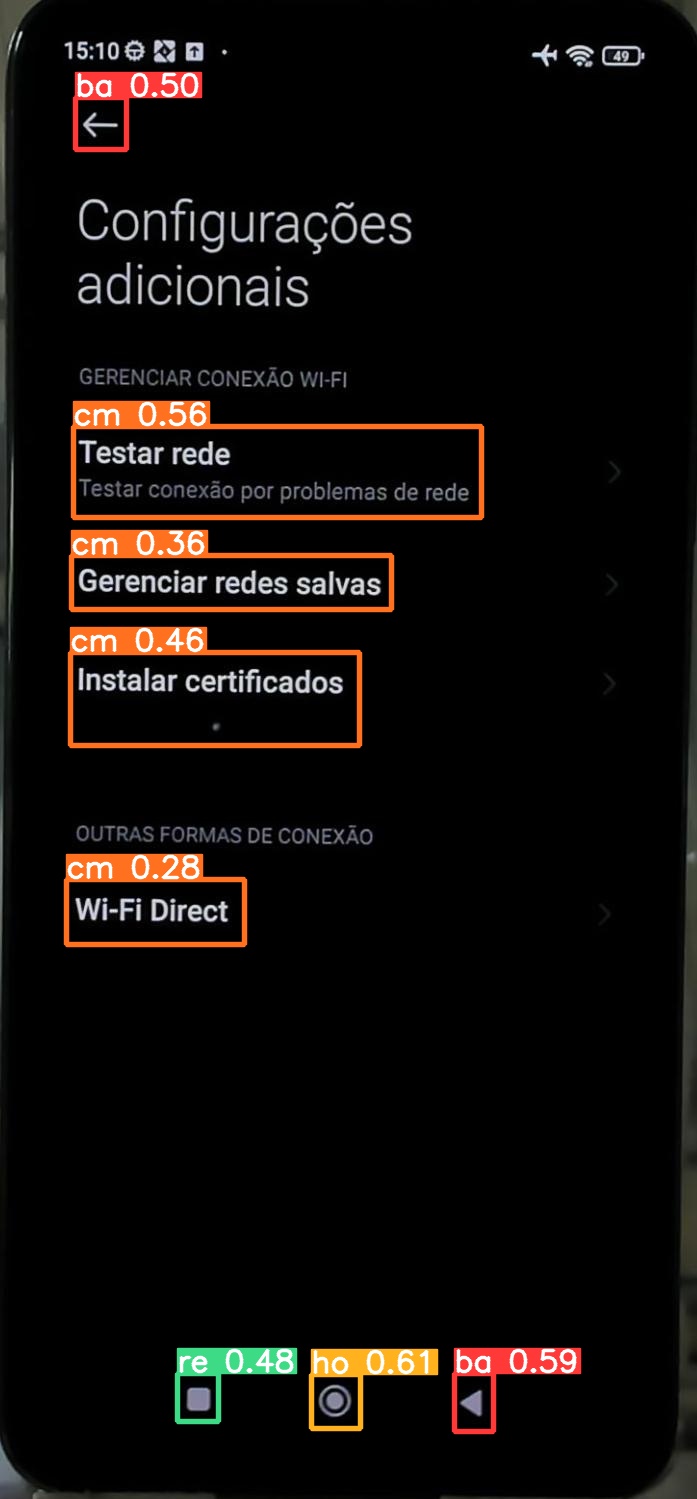 15:10
49
ba 0.50
Configurações
adicionais
GERENCIAR CONEXÃO WI-FI
cm 0.56
Testar rede
Testar conexão por problemas de rede
cm 0.36
Gerenciar redes salvas
cm 0.46
Instalar certificados
OUTRAS FORMAS DE CONEXÃO
cm 0.28
Wi-Fi Direct
re 0.48
ho 0.61
ba 0.59